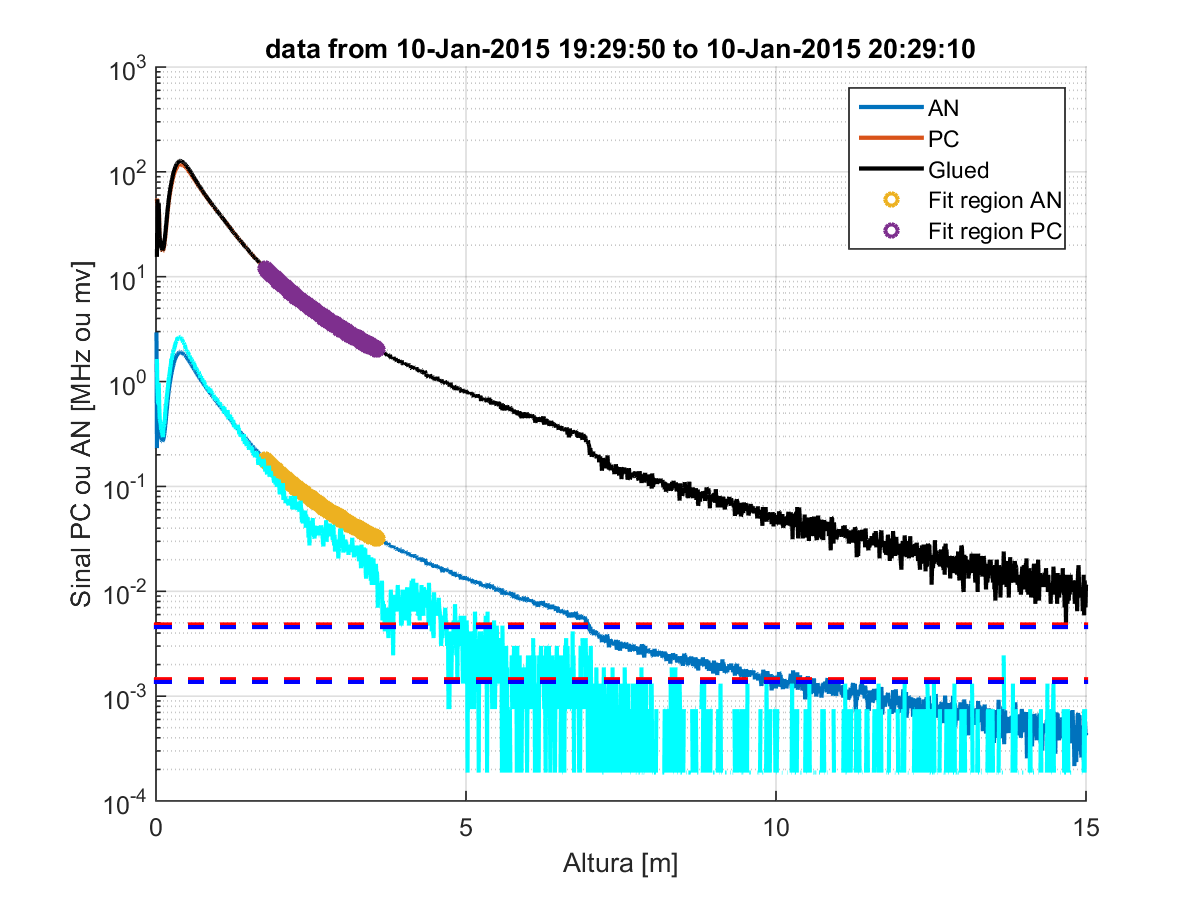 data from 10-Jan-2015 19:29:50 to 10-Jan-2015 20:29:10
10^3
10^2
10^1
10^0
10^-1
10^-2
10^-3
10^-4
Sinal PC ou AN [MHz ou mv]
AN
PC
Glued
Fit region AN
Fit region PC
0
5
10
15
Altura [m]